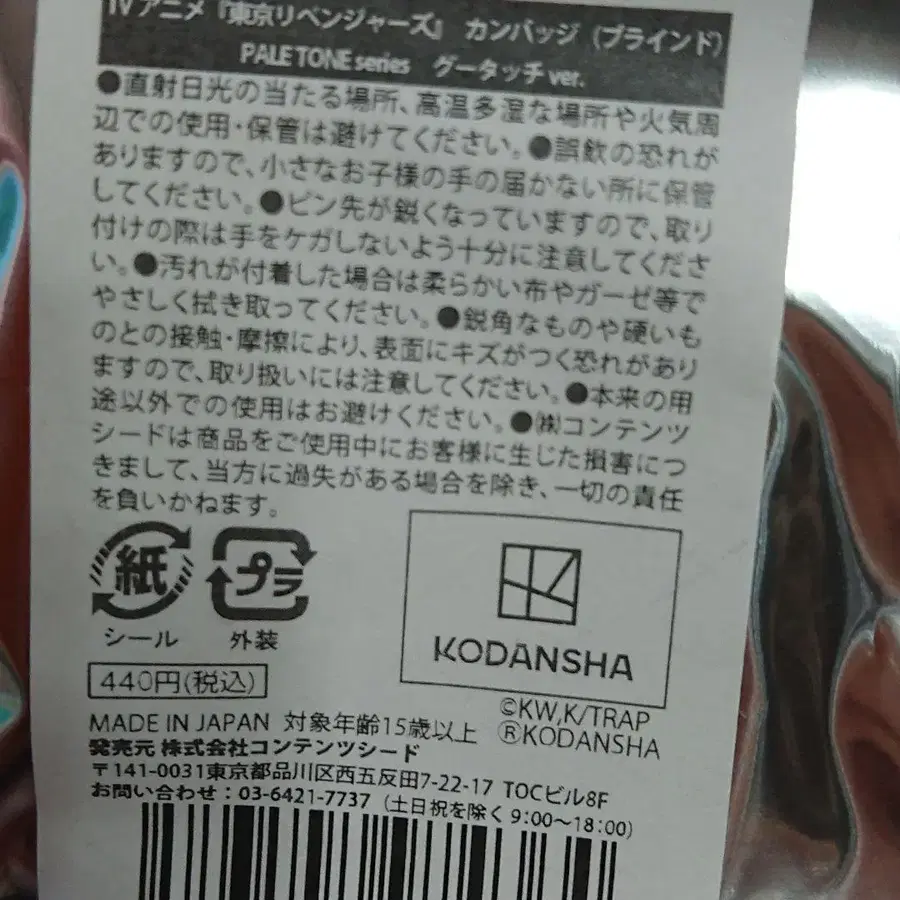 TVアニメ『東京リベンジャーズ』 カンバッジ（ブラインド）
PALE TONE series グータッチ ver.
●直射日光の当たる場所、高温多湿な場所や火気周
辺での使用・保管は避けてください。●誤飲の恐れが
ありますので、小さなお子様の手の届かない所に保管
してください。●ピン先が鋭くなっていますので、取り
付けの際は手をケガしないよう十分に注意してくださ
い。●汚れが付着した場合は柔らかい布やガーゼ等で
やさしく拭き取ってください。●鋭角なものや硬いも
のとの接触・摩擦により、表面にキズがつく恐れがあり
ますので、取り扱いには注意してください。●本来の用
途以外での使用はお避けください。●㈱コンテンツ
シードは商品をご使用中にお客様に生じた損害につ
きまして、当方に過失がある場合を除き、一切の責任
を負いかねます。
紙
シール
プラ
外装
KODANSHA
440円(税込)
©KW,K/TRAP
ⓇKODANSHA
MADE IN JAPAN 対象年齢15歳以上
発売元 株式会社コンテンツシード
〒141-0031東京都品川区西五反田7-22-17 TOCビル8F
お問い合わせ：03-6421-7737（土日祝を除く 9:00～18:00）